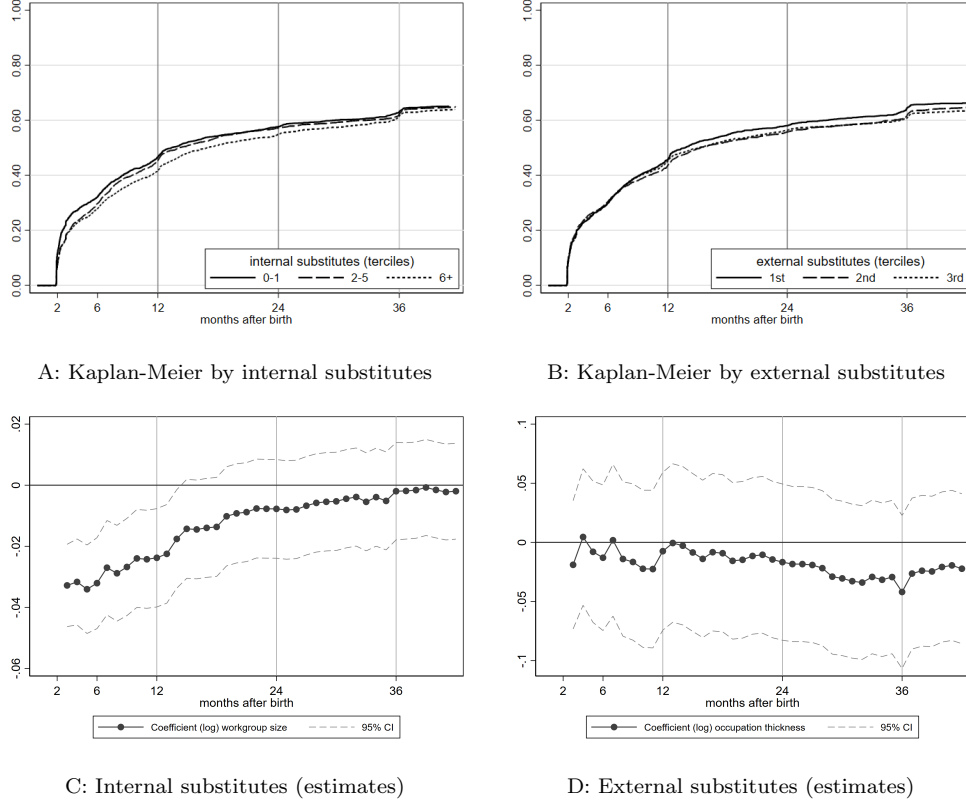 1.00
0.80
0.60
0.40
0.20
0.00
internal substitutes (terciles)
0-1 2-5 6+
2 6 12 24 36
months after birth
A: Kaplan-Meier by internal substitutes
1.00
0.80
0.60
0.40
0.20
0.00
external substitutes (terciles)
1st 2nd 3rd
2 6 12 24 36
months after birth
B: Kaplan-Meier by external substitutes
.02
0
-.02
-.04
-.06
2 6 12 24 36
months after birth
Coefficient (log) workgroup size 95% CI
C: Internal substitutes (estimates)
.1
.05
0
-.05
-.1
2 6 12 24 36
months after birth
Coefficient (log) occupation thickness 95% CI
D: External substitutes (estimates)